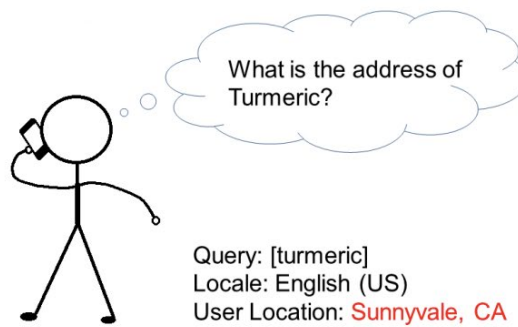 What is the address of
Turmeric?
Query: [turmeric]
Locale: English (US)
User Location: Sunnyvale, CA